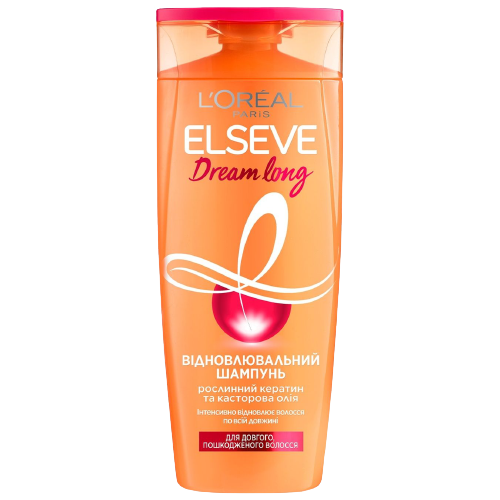 L'ORÉAL
PARIS
ELSEVE
Dream long
ВІДНОВЛЮВАЛЬНИЙ
ШАМПУНЬ
РОСЛИННИЙ КЕРАТИН
ТА КАСТОРОВА ОЛІЯ
ІНТЕНСИВНО ВІДНОВЛЮЄ ВОЛОССЯ
ПО ВСІЙ ДОВЖИНІ
ДЛЯ ДОВГОГО,
ПОШКОДЖЕНОГО ВОЛОССЯ